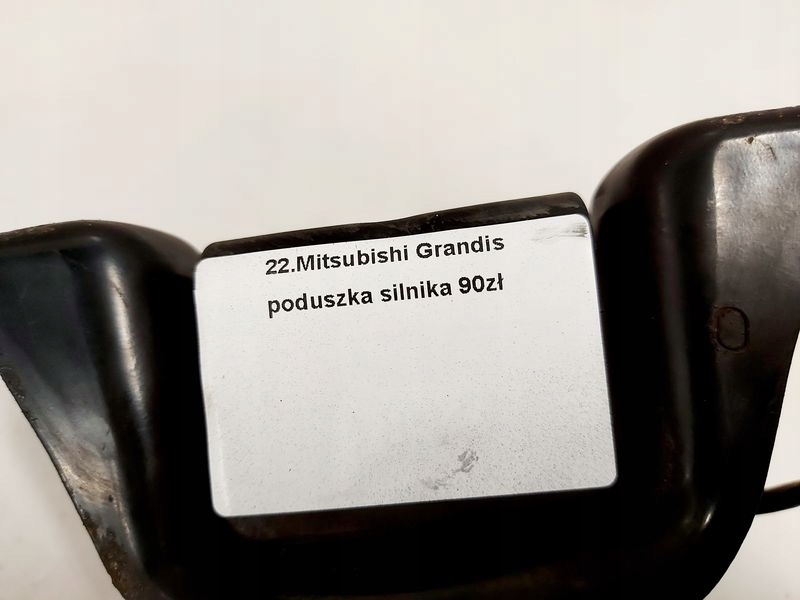 22.Mitsubishi Grandis
poduszka silnika 90zł